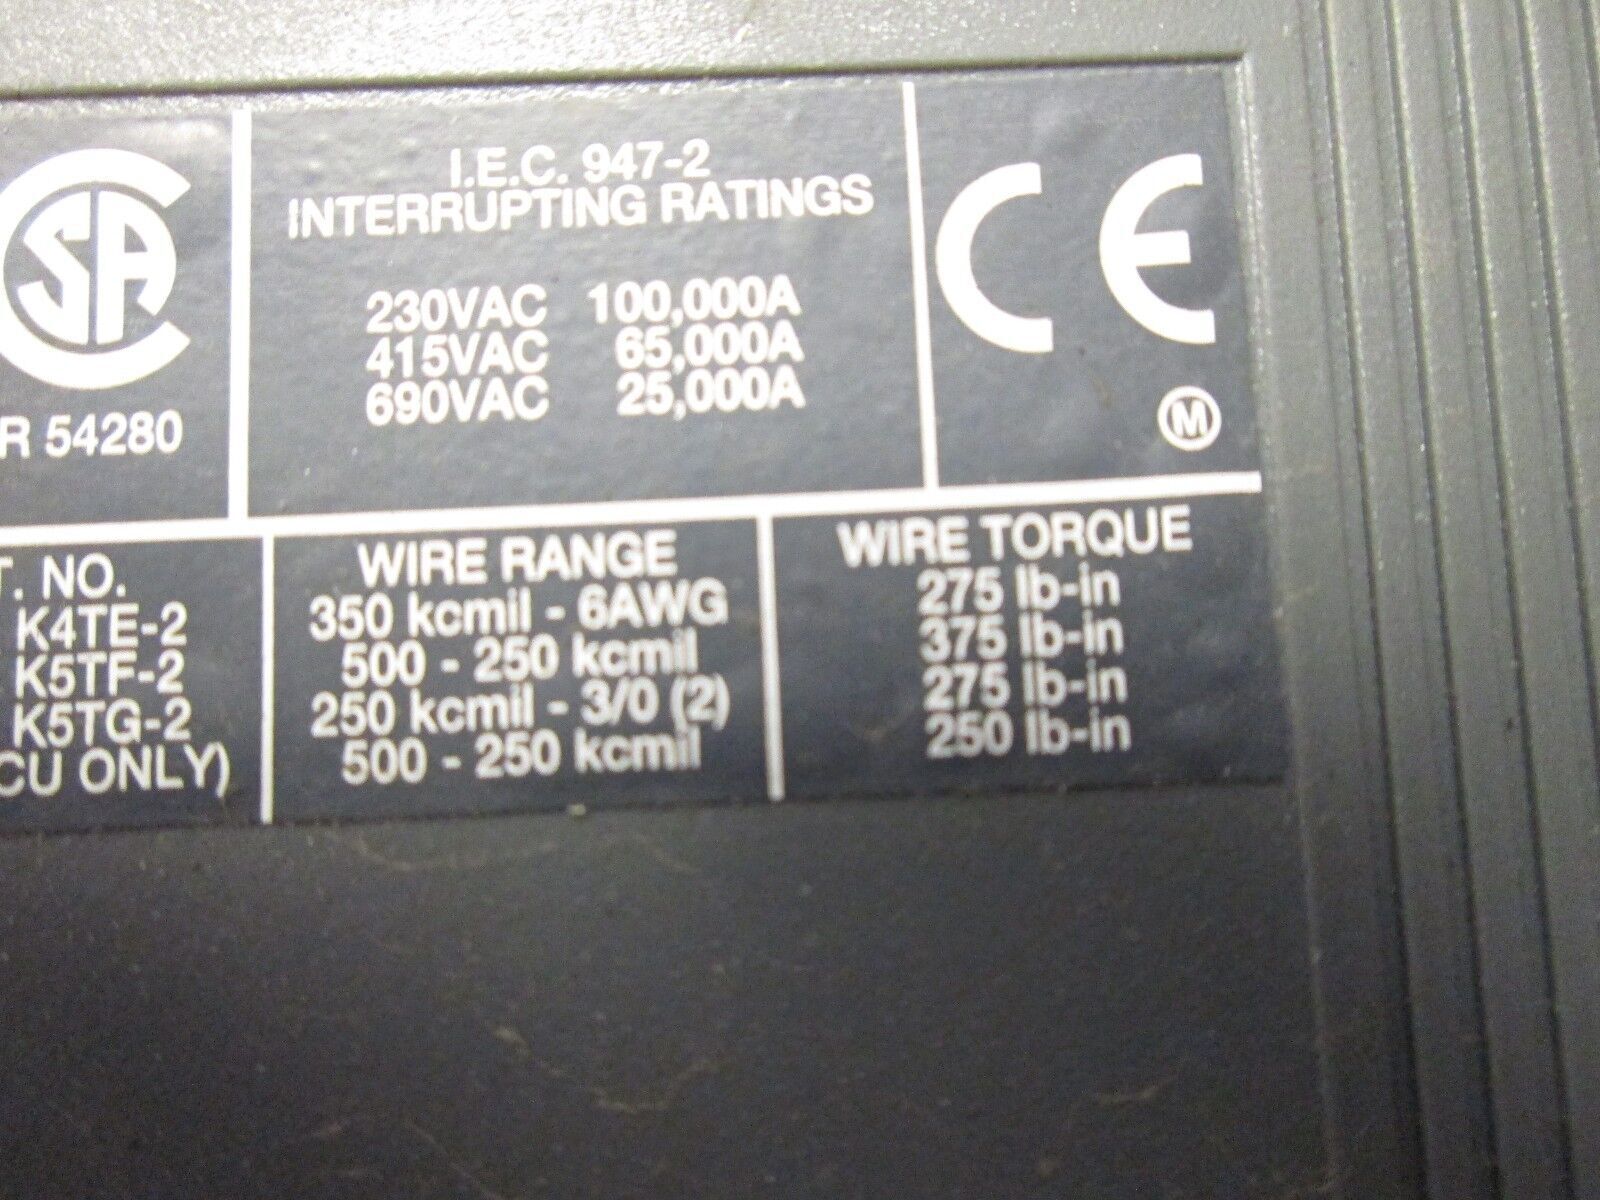 I.E.C. 947-2
INTERRUPTING RATINGS
230VAC 100,000A
415VAC 65,000A
690VAC 25,000A
SA
R 54280
CE
M
T. NO.
K4TE-2
K5TF-2
K5TG-2
CU ONLY)
WIRE RANGE
350 kcmil - 6AWG
500 - 250 kcmil
250 kcmil - 3/0 (2)
500 - 250 kcmil
WIRE TORQUE
275 lb-in
375 lb-in
275 lb-in
250 lb-in